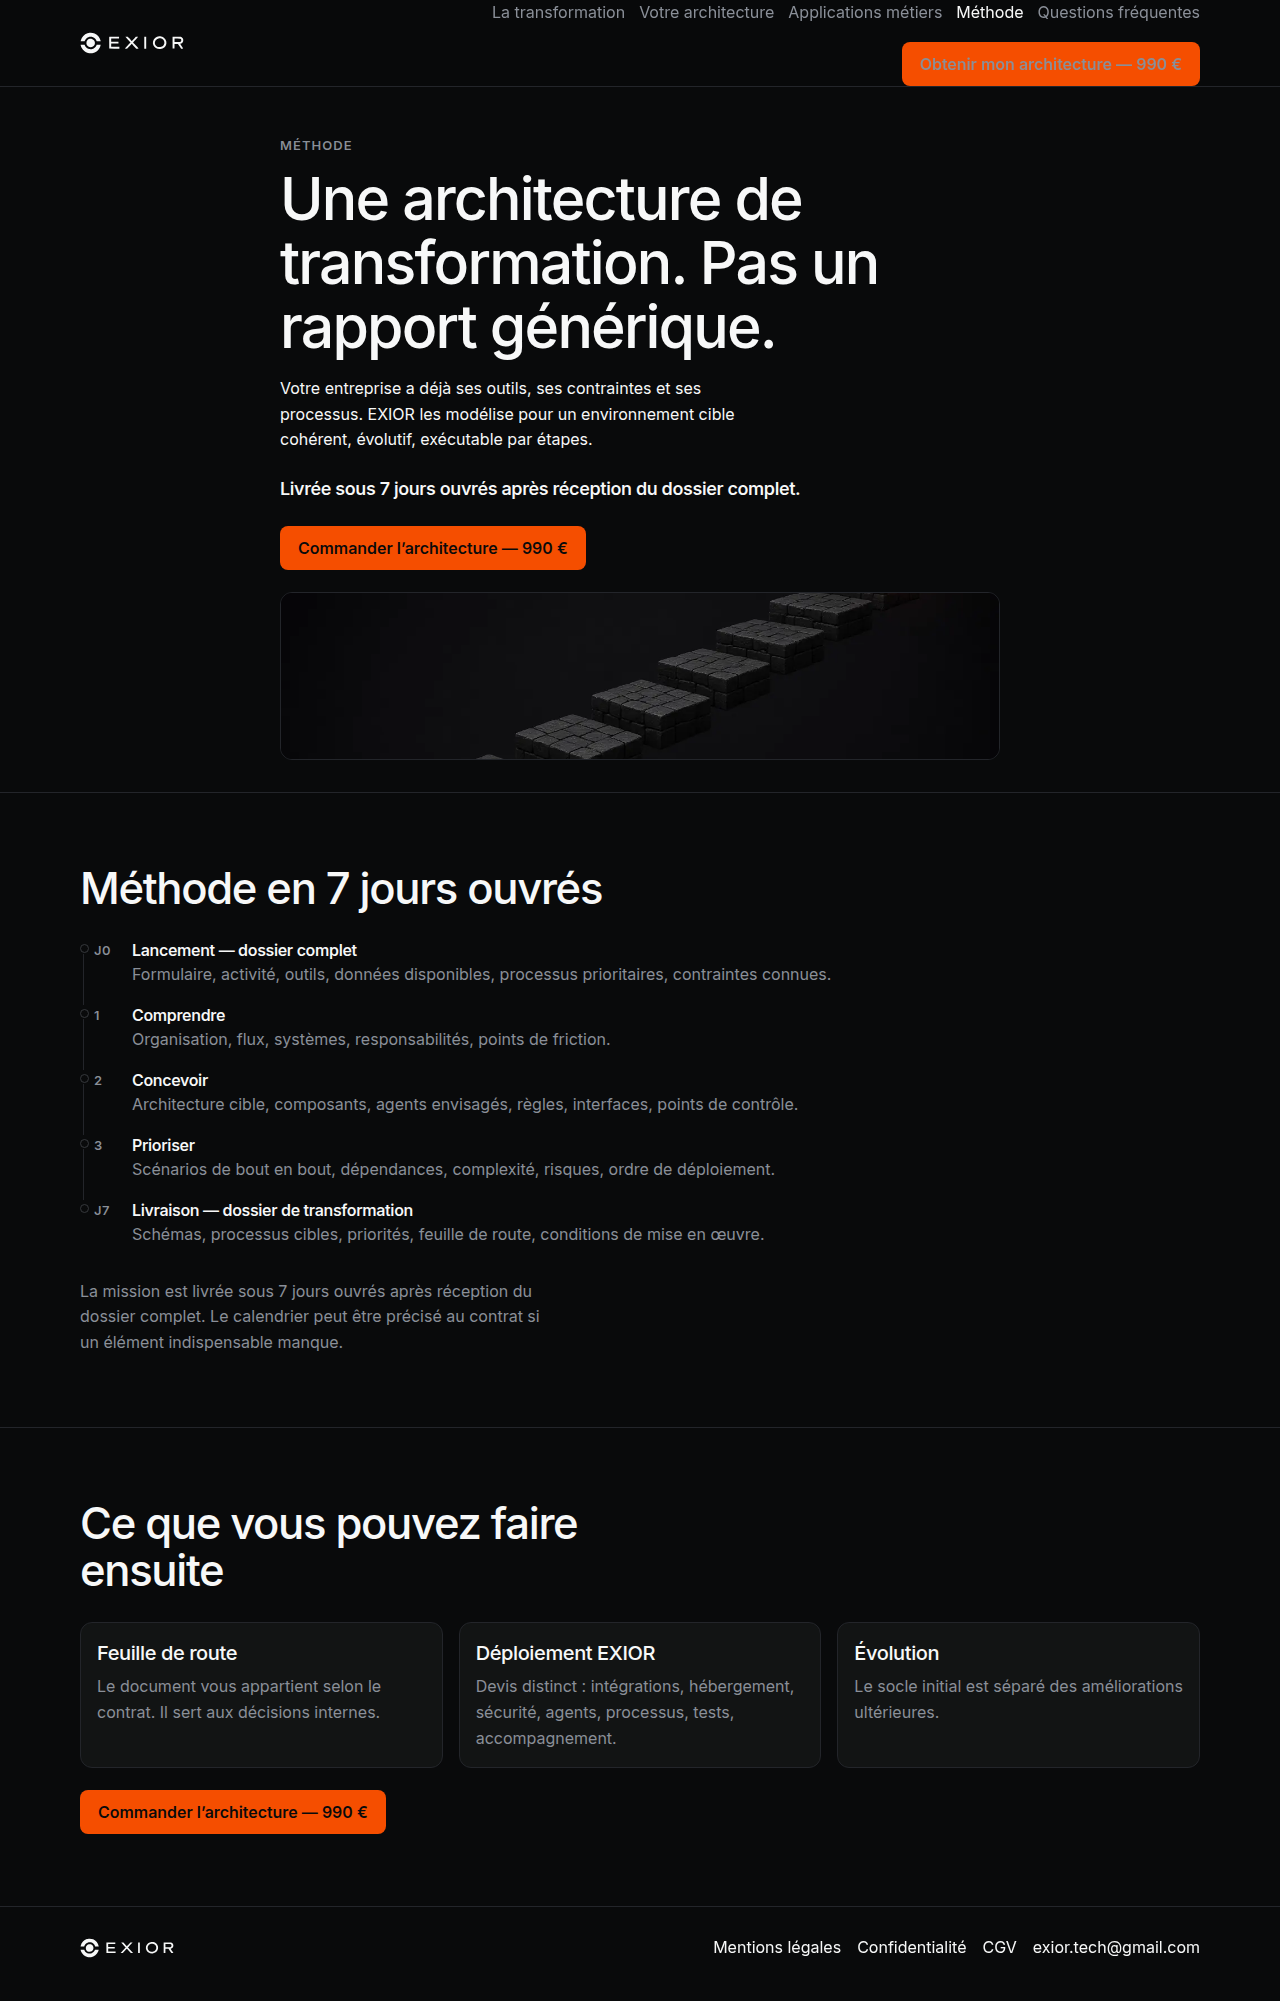 La transformation Votre architecture Applications métiers Méthode Questions fréquentes
EXIOR
Obtenir mon architecture — 990 €
MÉTHODE
Une architecture de
transformation. Pas un
rapport générique.
Votre entreprise a déjà ses outils, ses contraintes et ses
processus. EXIOR les modélise pour un environnement cible
cohérent, évolutif, exécutable par étapes.
Livrée sous 7 jours ouvrés après réception du dossier complet.
Commander l’architecture — 990 €
Méthode en 7 jours ouvrés
J0 Lancement — dossier complet
Formulaire, activité, outils, données disponibles, processus prioritaires, contraintes connues.
1 Comprendre
Organisation, flux, systèmes, responsabilités, points de friction.
2 Concevoir
Architecture cible, composants, agents envisagés, règles, interfaces, points de contrôle.
3 Prioriser
Scénarios de bout en bout, dépendances, complexité, risques, ordre de déploiement.
J7 Livraison — dossier de transformation
Schémas, processus cibles, priorités, feuille de route, conditions de mise en œuvre.
La mission est livrée sous 7 jours ouvrés après réception du
dossier complet. Le calendrier peut être précisé au contrat si
un élément indispensable manque.
Ce que vous pouvez faire
ensuite
Feuille de route
Le document vous appartient selon le
contrat. Il sert aux décisions internes.
Déploiement EXIOR
Devis distinct : intégrations, hébergement,
sécurité, agents, processus, tests,
accompagnement.
Évolution
Le socle initial est séparé des améliorations
ultérieures.
Commander l’architecture — 990 €
EXIOR
Mentions légales Confidentialité CGV exior.tech@gmail.com